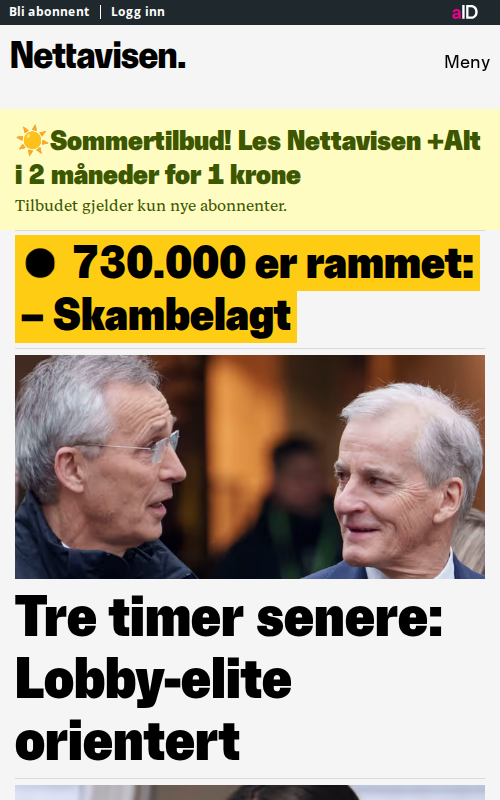 Bli abonnent
Logg inn
aID
Nettavisen.
Meny
Sommertilbud! Les Nettavisen +Alt
i 2 måneder for 1 krone
Tilbudet gjelder kun nye abonnenter.
730.000 er rammet:
– Skambelagt
Tre timer senere:
Lobby-elite
orientert